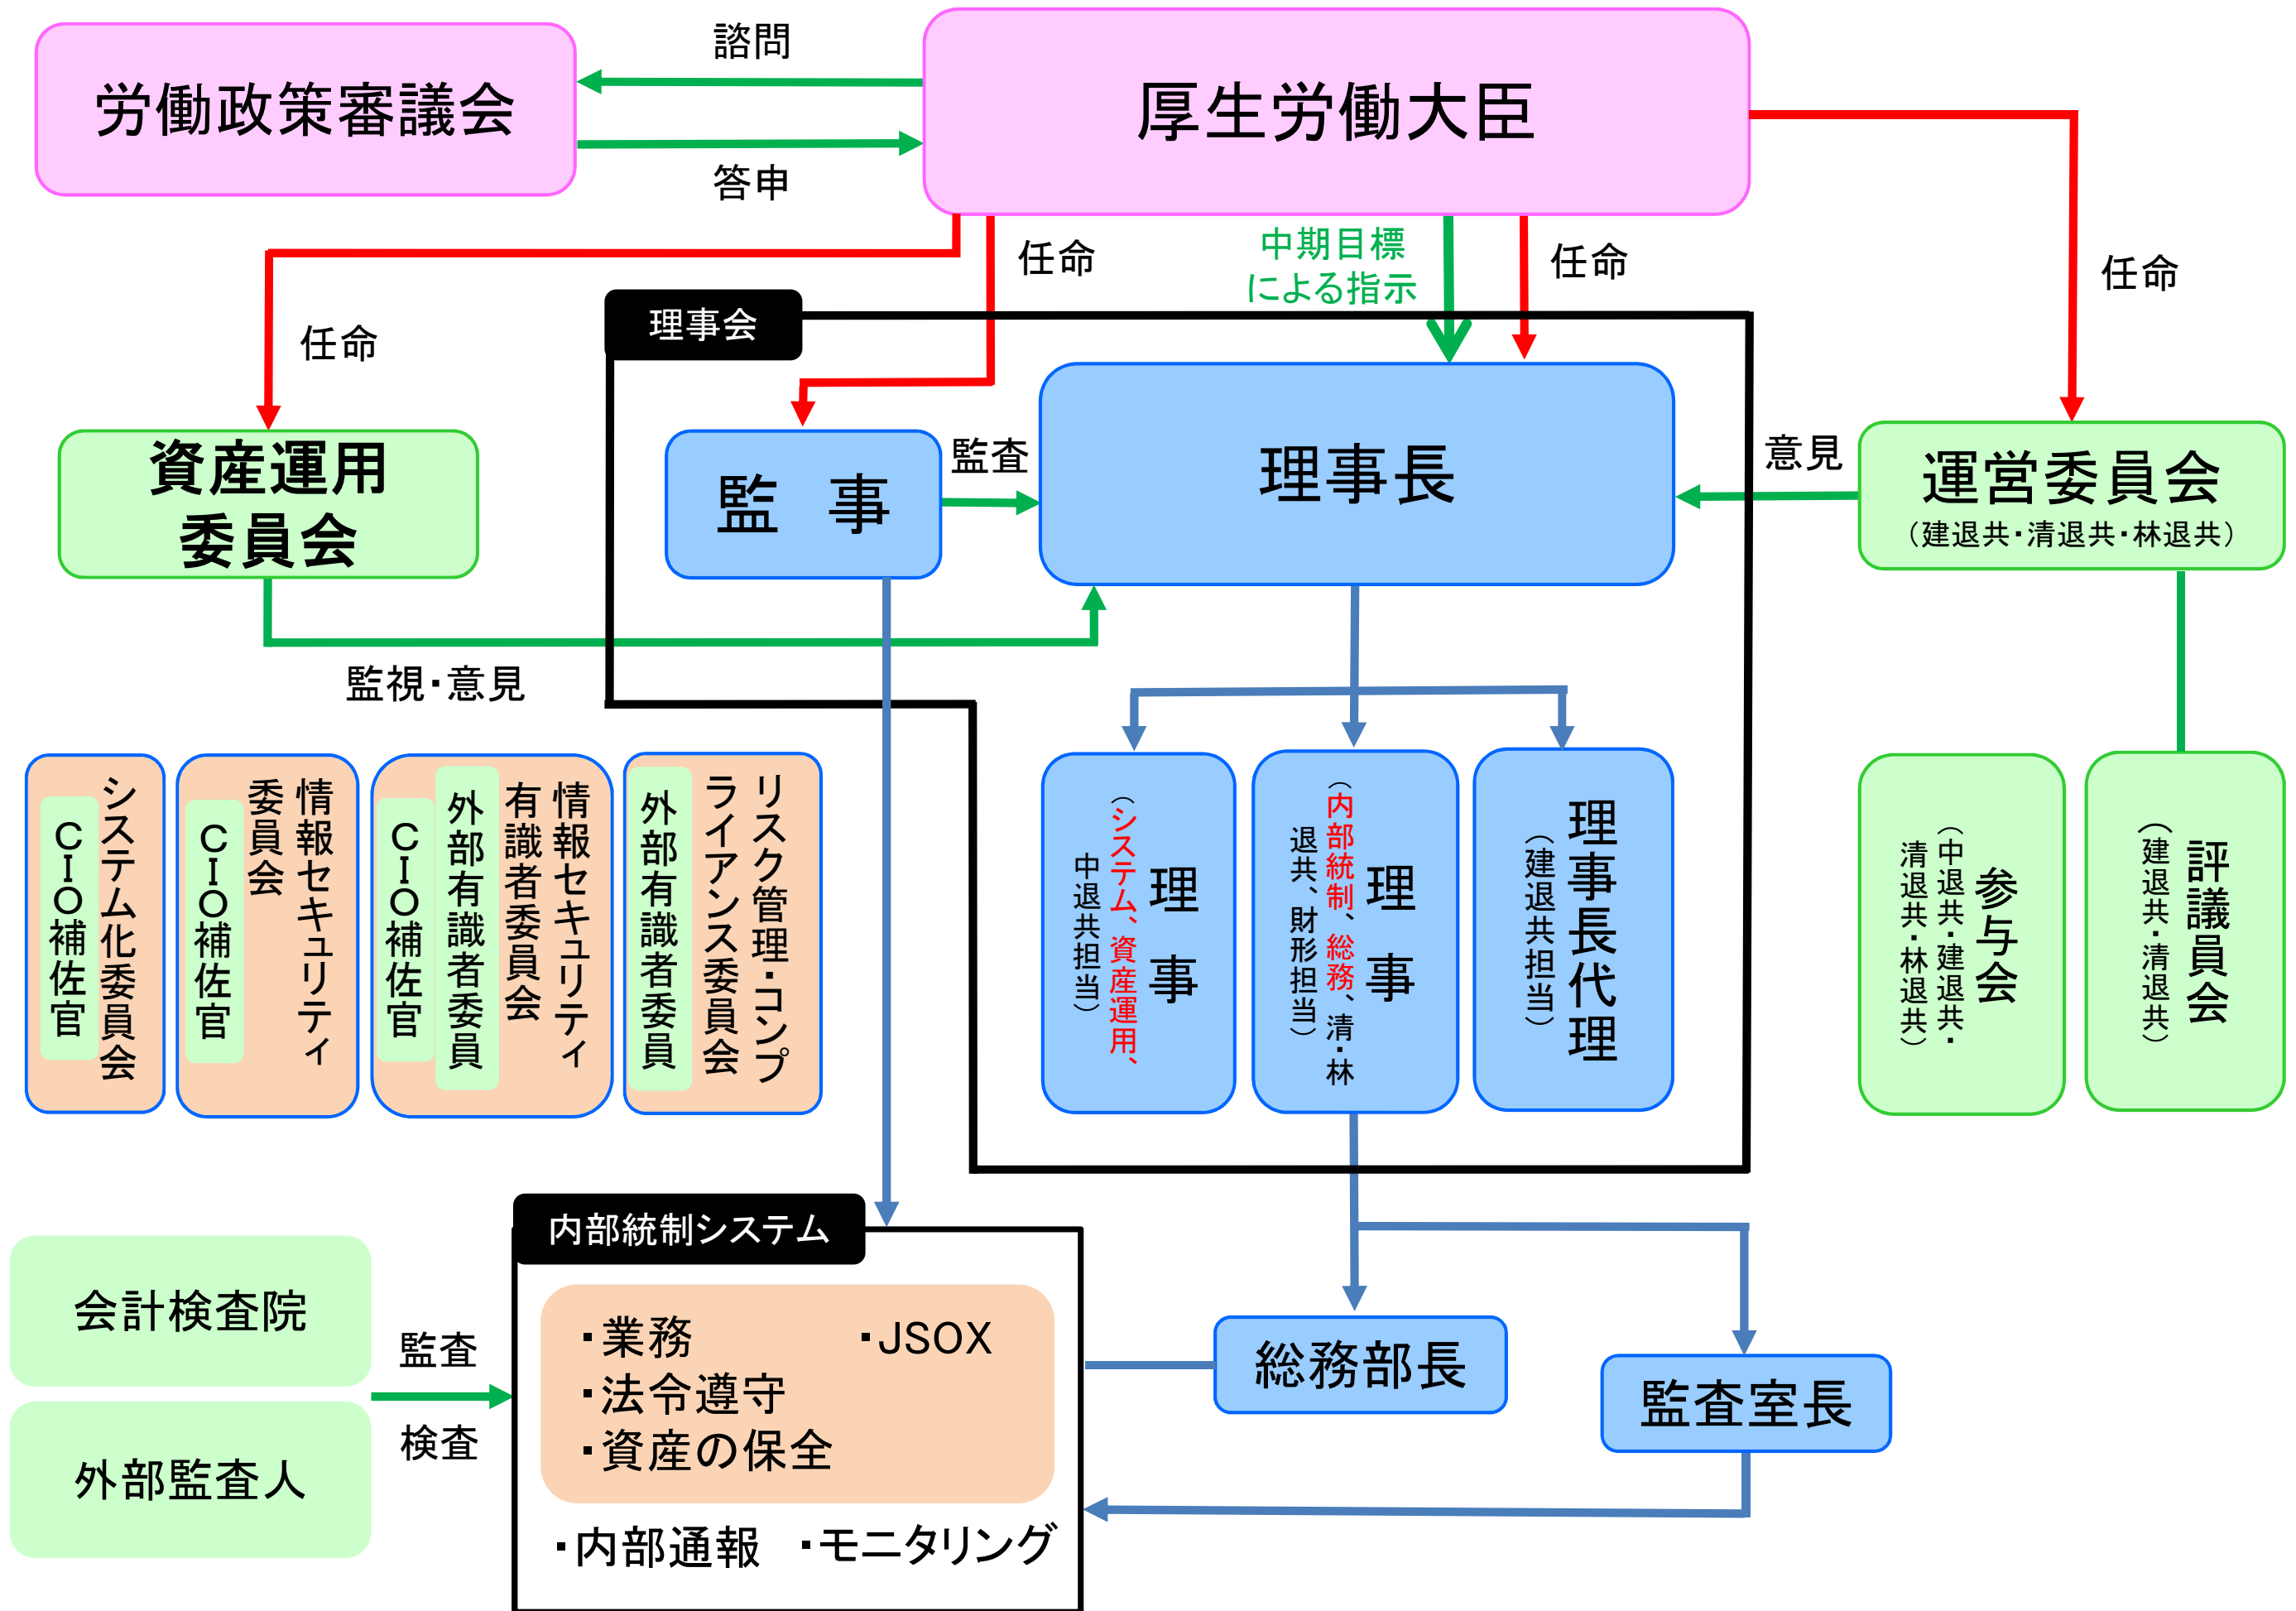 労働政策審議会
諮問
答申
厚生労働大臣
任命
任命
中期目標
による指示
任命
任命
理事会
資産運用
委員会
監　事
監査
理事長
意見
運営委員会
（建退共・清退共・林退共）
監視・意見
システム化委員会
ＣＩＯ補佐官
情報セキュリティ
委員会
ＣＩＯ補佐官
情報セキュリティ
有識者委員会
外部有識者委員
ＣＩＯ補佐官
リスク管理・コンプ
ライアンス委員会
外部有識者委員
理　事
（システム、資産運用、
中退共担当）
理　事
（内部統制、総務、清・林
退共、財形担当）
理事長代理
（建退共担当）
参与会
（中退共・建退共・
清退共・林退共）
評議員会
（建退共・清退共）
内部統制システム
・業務
・JSOX
・法令遵守
・資産の保全
・内部通報
・モニタリング
会計検査院
外部監査人
監査
検査
総務部長
監査室長